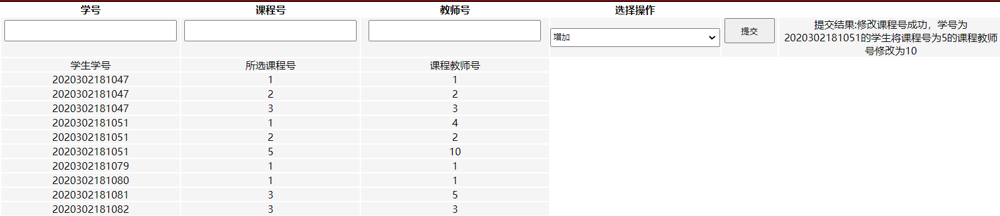 学号 课程号 教师号 选择操作
增加 提交 提交结果:修改课程号成功，学号为
2020302181051的学生将课程号为5的课程教师
号修改为10
学生学号 所选课程号 课程教师号
2020302181047 1 1
2020302181047 2 2
2020302181047 3 3
2020302181051 1 4
2020302181051 2 2
2020302181051 5 10
2020302181079 1 1
2020302181080 1 1
2020302181081 3 5
2020302181082 3 3